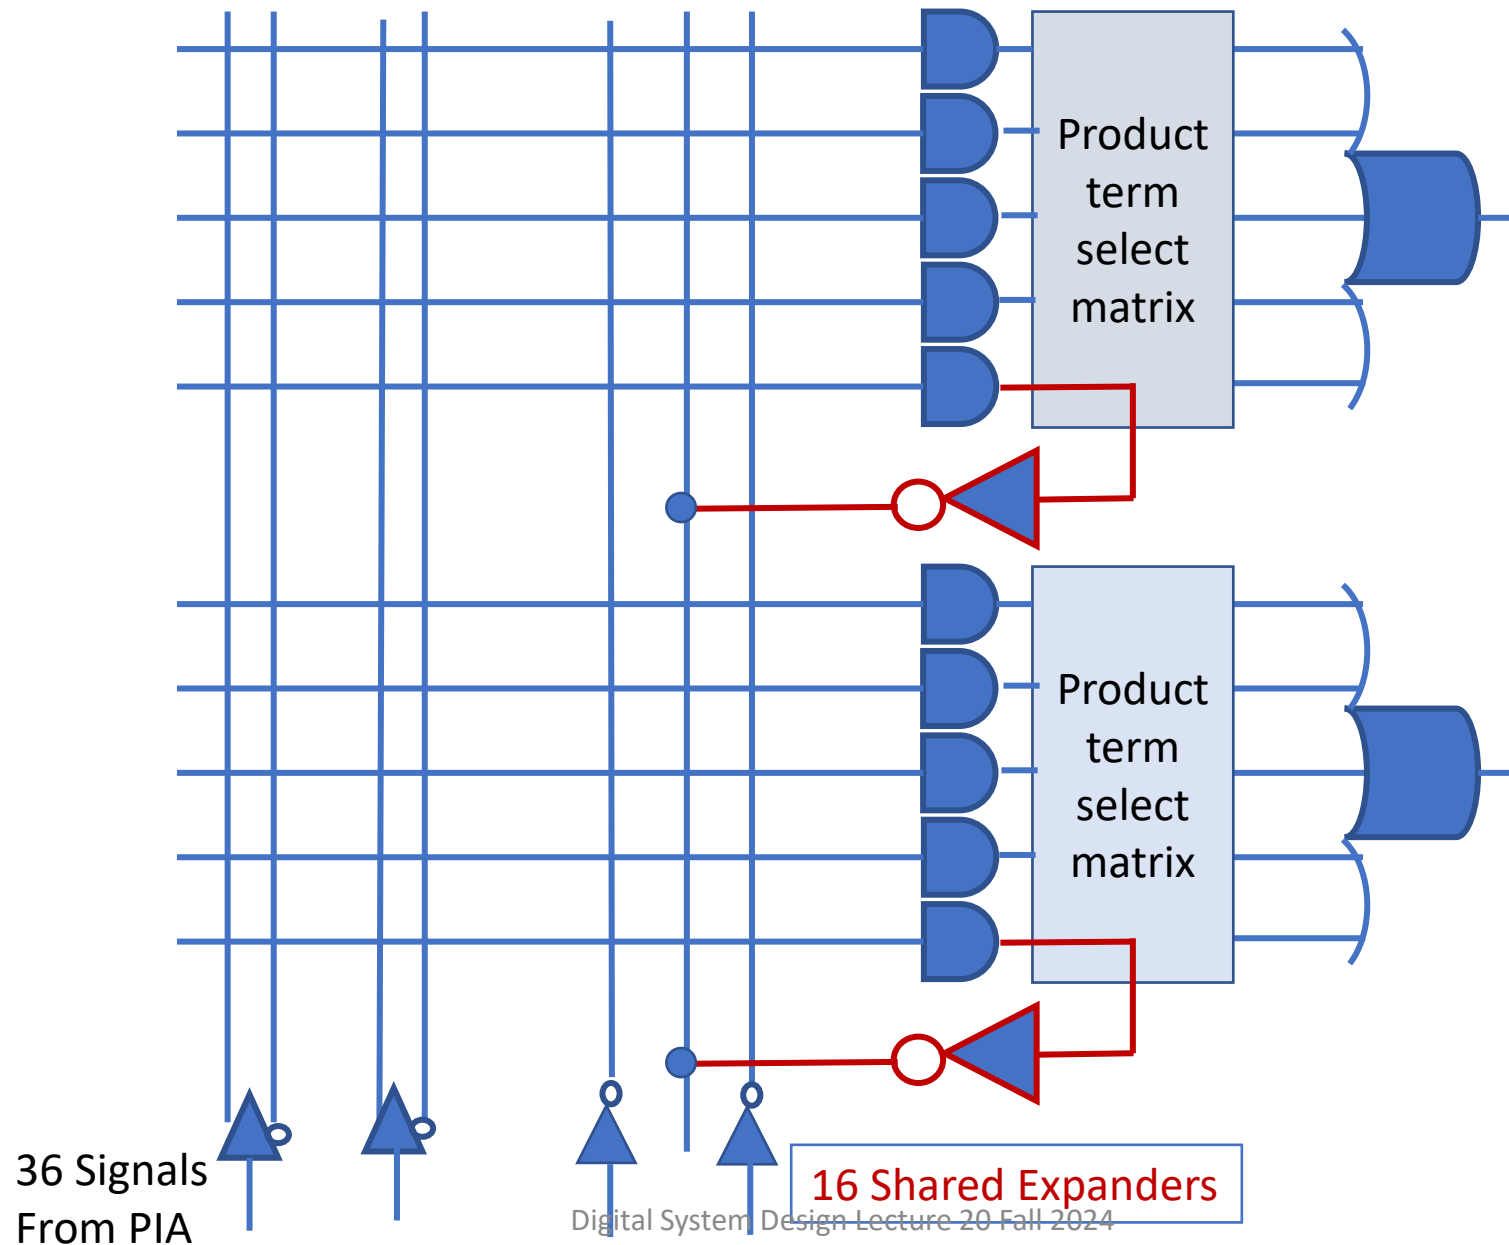 Product
term
select
matrix
Product
term
select
matrix
36 Signals
From PIA
16 Shared Expanders
Digital System Design Lecture 20 Fall 2024